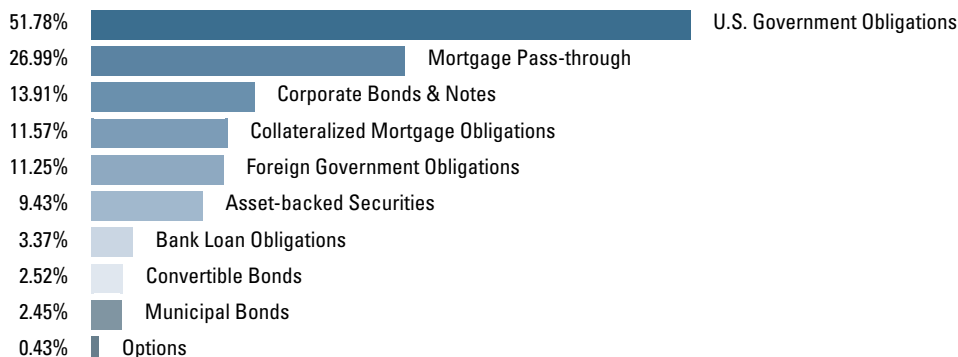 51.78% U.S. Government Obligations
26.99% Mortgage Pass-through
13.91% Corporate Bonds & Notes
11.57% Collateralized Mortgage Obligations
11.25% Foreign Government Obligations
9.43% Asset-backed Securities
3.37% Bank Loan Obligations
2.52% Convertible Bonds
2.45% Municipal Bonds
0.43% Options